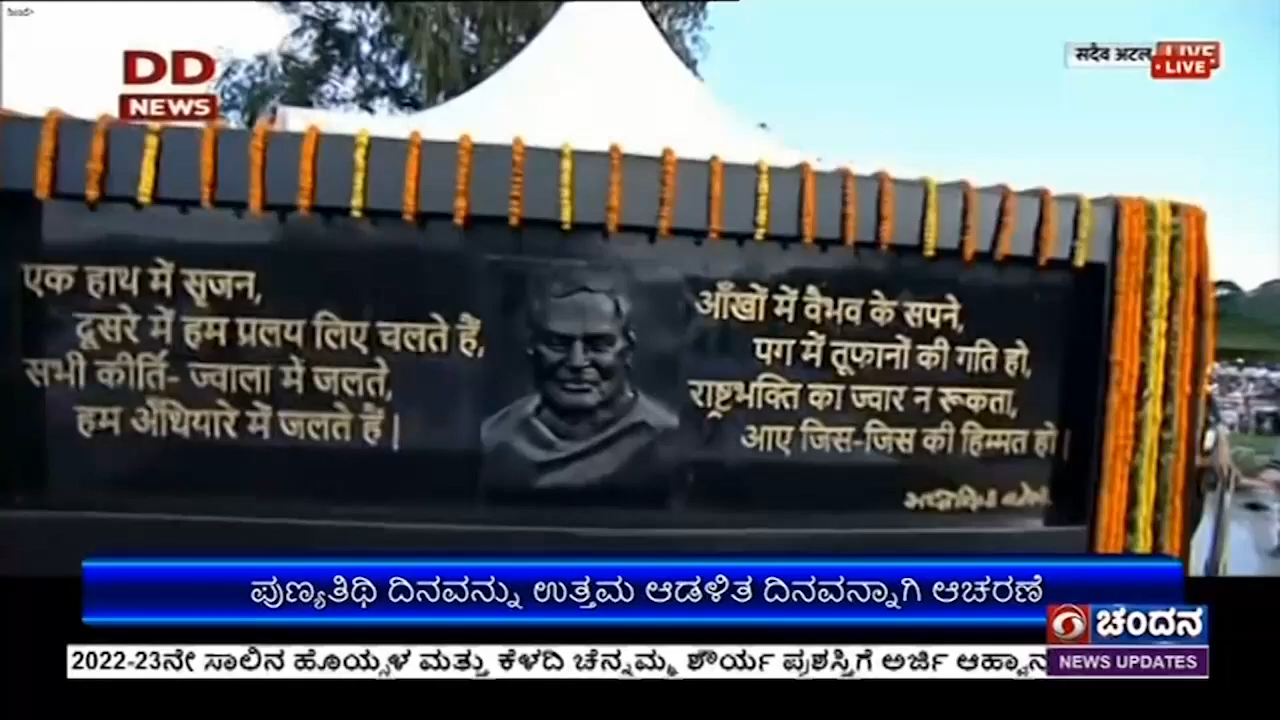 DD
NEWS
सदैव अटल
LIVE
LIVE
एक हाथ में सृजन,
दूसरे में हम प्रलय लिए चलते हैं,
सभी कीर्ति- ज्वाला में जलते,
हम अँधियारे में जलते हैं|
आँखों में वैभव के सपने,
पग में तूफानों की गति हो,
राष्ट्रभक्ति का ज्वार न रूकता,
आए जिस-जिस की हिम्मत हो|
ಪುಣ್ಯತಿಥಿ ದಿನವನ್ನು ಉತ್ತಮ ಆಡಳಿತ ದಿನವನ್ನಾಗಿ ಆಚರಣೆ
ಚಂದನ
NEWS UPDATES
2022-23ನೇ ಸಾಲಿನ ಹೊಯ್ಸಳ ಮತ್ತು ಕೆಳದಿ ಚೆನ್ನಮ್ಮ ಶೌರ್ಯ ಪ್ರಶಸ್ತಿಗೆ ಅರ್ಜಿ ಆಹ್ವಾನ